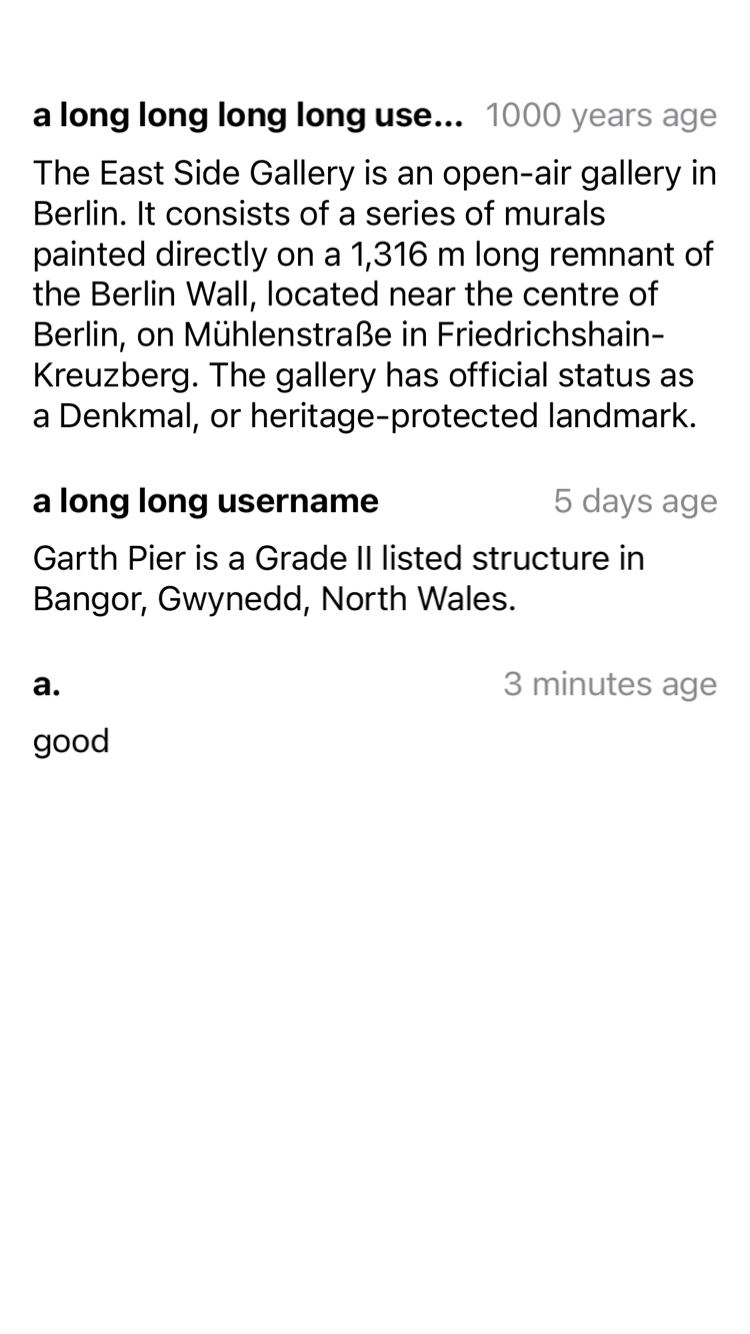 a long long long long use... 1000 years age
The East Side Gallery is an open-air gallery in
Berlin. It consists of a series of murals
painted directly on a 1,316 m long remnant of
the Berlin Wall, located near the centre of
Berlin, on Mühlenstraße in Friedrichshain-
Kreuzberg. The gallery has official status as
a Denkmal, or heritage-protected landmark.
a long long username 5 days age
Garth Pier is a Grade II listed structure in
Bangor, Gwynedd, North Wales.
a. 3 minutes age
good